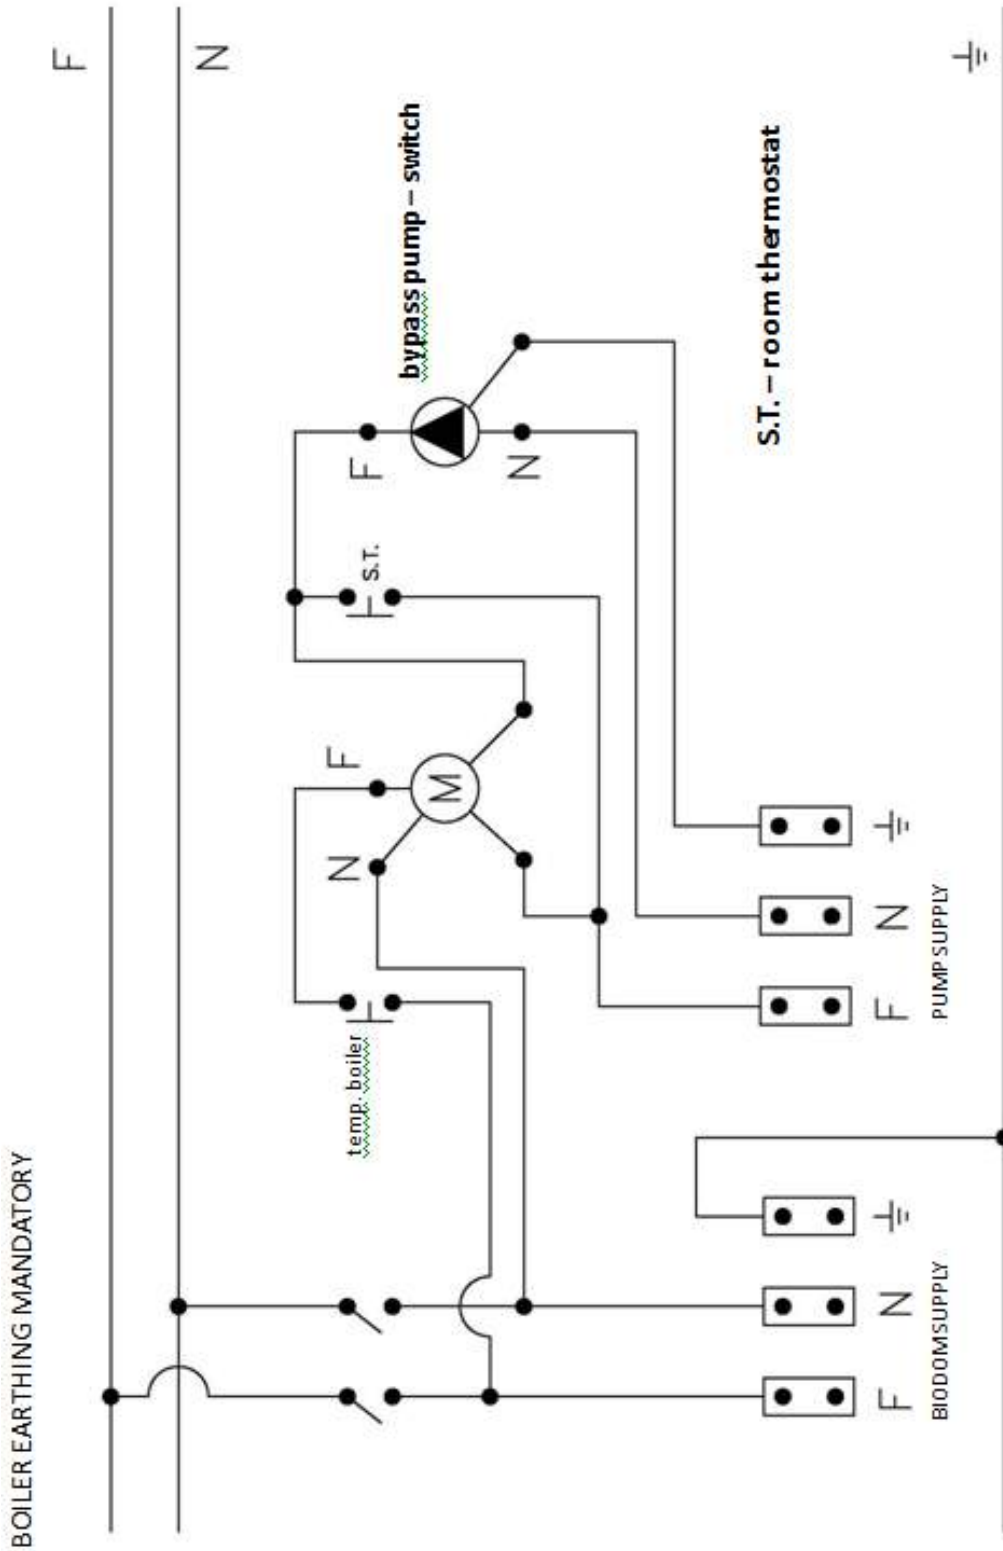 BOILER EARTHING MANDATORY
F
N
bypass pump – switch
F
N
S.T.
F
M
N
temp. boiler
S.T. – room thermostat
F N
BIODOM SUPPLY
F N
PUMP SUPPLY